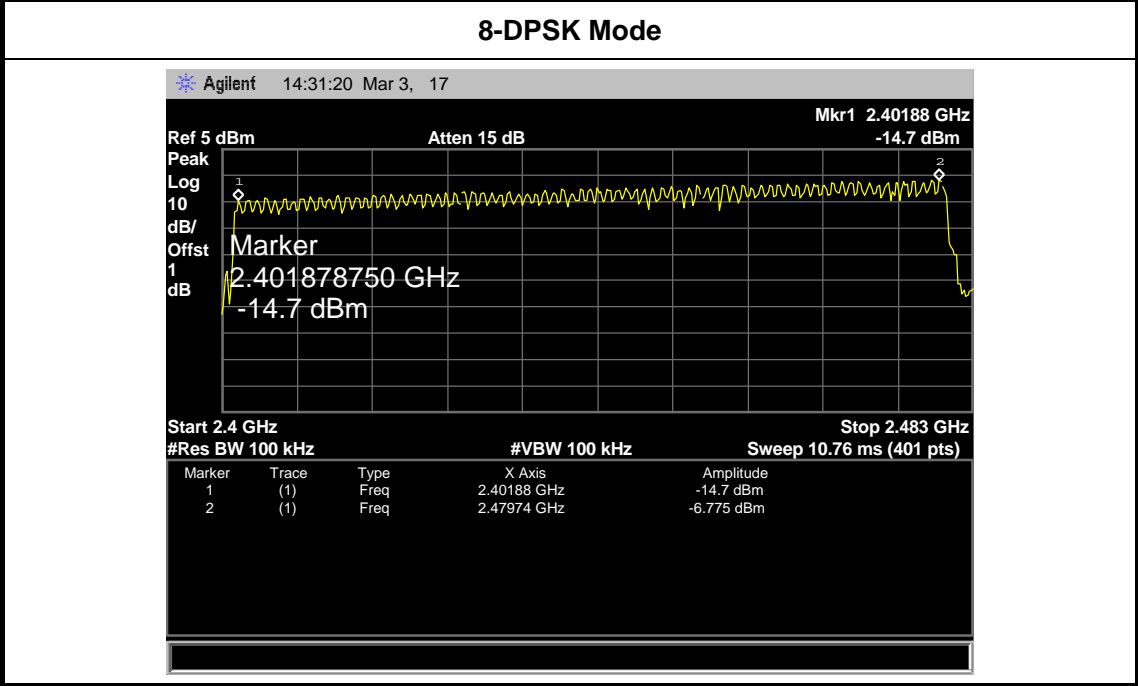 8-DPSK Mode
Agilent 14:31:20 Mar 3, 17
Mkr1 2.40188 GHz
Ref 5 dBm Atten 15 dB -14.7 dBm
Peak
Log
10
dB/
Offst
1
dB
1
2
Marker
2.401878750 GHz
-14.7 dBm
Start 2.4 GHz Stop 2.483 GHz
#Res BW 100 kHz #VBW 100 kHz Sweep 10.76 ms (401 pts)
Marker Trace Type X Axis Amplitude
1 (1) Freq 2.40188 GHz -14.7 dBm
2 (1) Freq 2.47974 GHz -6.775 dBm